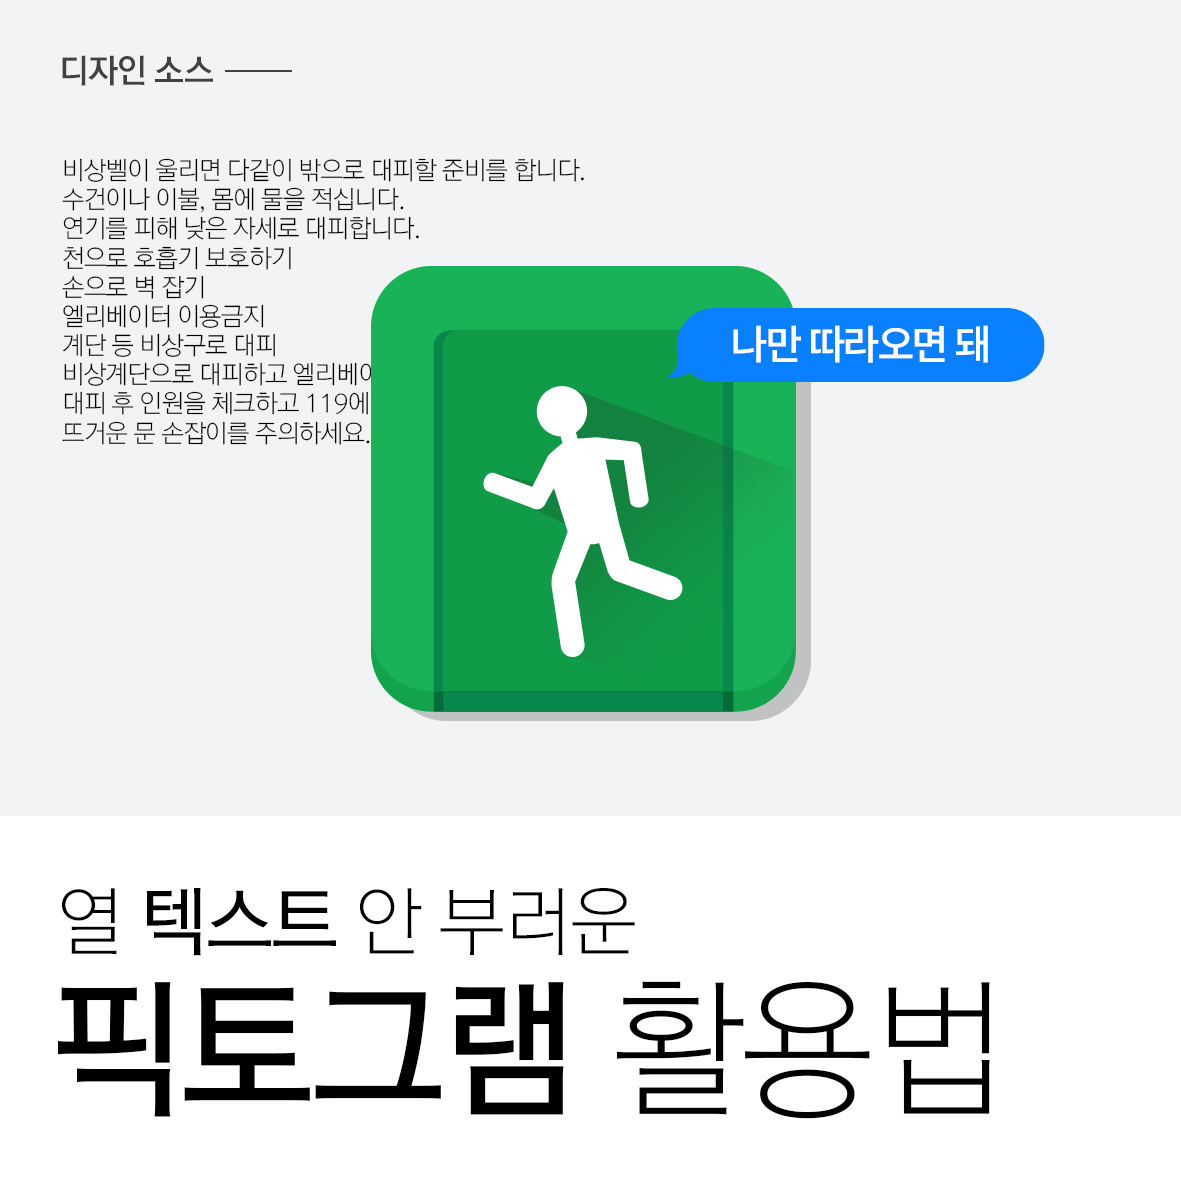 디자인 소스
비상벨이 울리면 다같이 밖으로 대피할 준비를 합니다.
수건이나 이불, 몸에 물을 적십니다.
연기를 피해 낮은 자세로 대피합니다.
천으로 호흡기 보호하기
손으로 벽 잡기
엘리베이터 이용금지
계단 등 비상구로 대피
비상계단으로 대피하고
대피 후 인원을 체크하고 119에
뜨거운 문 손잡이를 주의하세요.
나만 따라오면 돼
열 텍스트 안 부러운
픽토그램 활용법